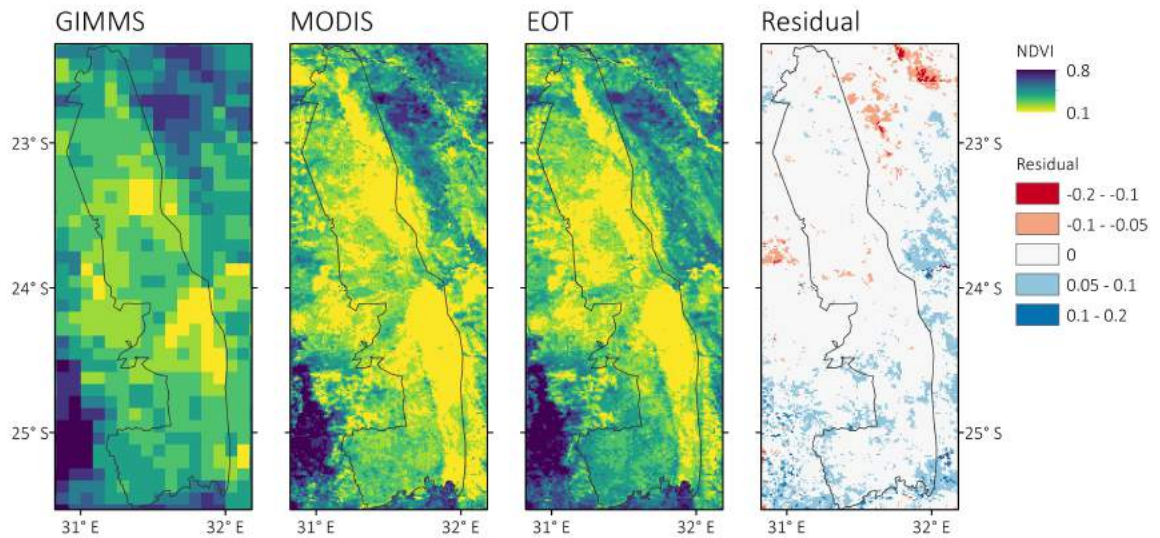 GIMMS
MODIS
EOT
Residual
NDVI
0.8
0.1
23° S
23° S
Residual
-0.2 - -0.1
-0.1 - -0.05
0
24° S
24° S
0.05 - 0.1
0.1 - 0.2
25° S
25° S
31° E
32° E
31° E
32° E
31° E
32° E
31° E
32° E